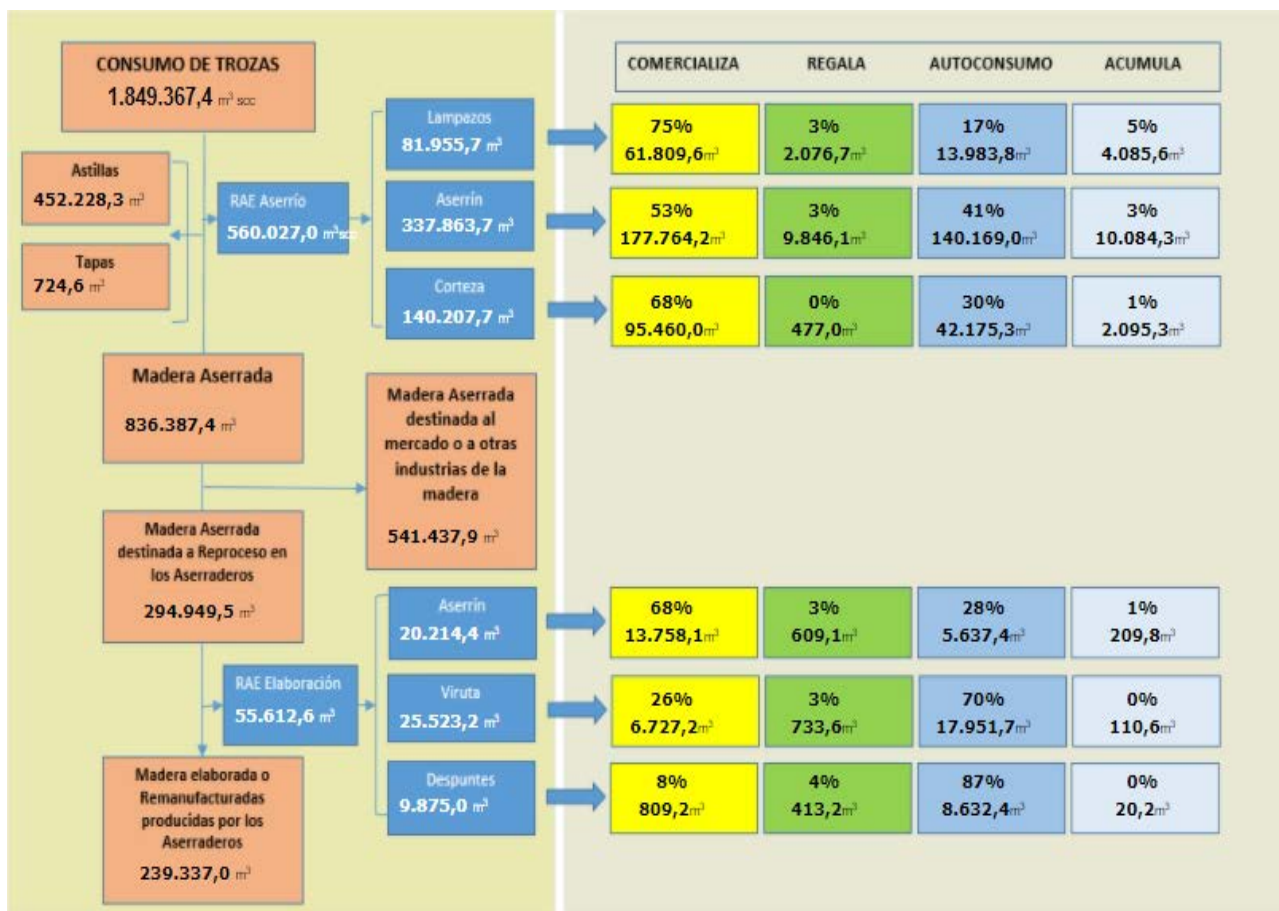 CONSUMO DE TROZAS
1.849.367,4 m³ scc
Astillas
452.228,3 m³
Tapas
724,6 m³
RAE Aserrío
560.027,0 m³scc
Lampazos
81.955,7 m³
Aserrín
337.863,7 m³
Corteza
140.207,7 m³
Madera Aserrada
836.387,4 m³
Madera Aserrada
destinada al
mercado o a otras
industrias de la
madera
541.437,9 m³
Madera Aserrada
destinada a Reproceso en
los Aserraderos
294.949,5 m³
RAE Elaboración
55.612,6 m³
Aserrín
20.214,4 m³
Viruta
25.523,2 m³
Despuntes
9.875,0 m³
Madera elaborada o
Remanufacturadas
producidas por los
Aserraderos
239.337,0 m³
COMERCIALIZA REGALA AUTOCONSUMO ACUMULA
75% 3% 17% 5%
61.809,6m³ 2.076,7m³ 13.983,8m³ 4.085,6m³
53% 3% 41% 3%
177.764,2m³ 9.846,1m³ 140.169,0m³ 10.084,3m³
68% 0% 30% 1%
95.460,0m³ 477,0m³ 42.175,3m³ 2.095,3m³
68% 3% 28% 1%
13.758,1m³ 609,1m³ 5.637,4m³ 209,8m³
26% 3% 70% 0%
6.727,2m³ 733,6m³ 17.951,7m³ 110,6m³
8% 4% 87% 0%
809,2m³ 413,2m³ 8.632,4m³ 20,2m³